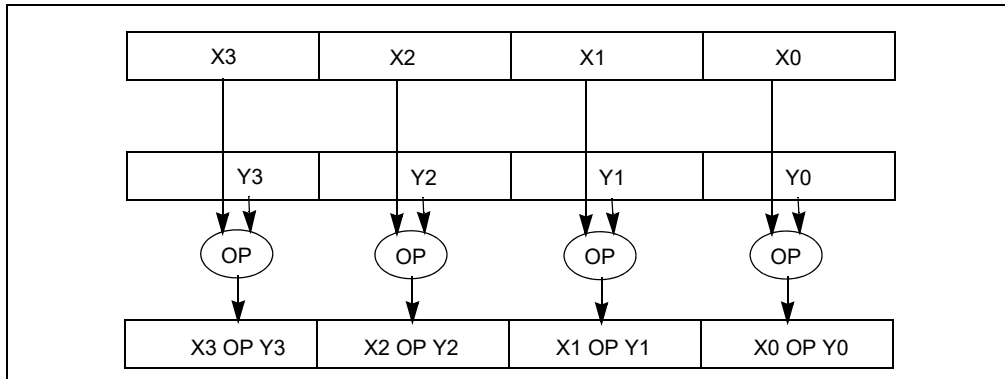 X3 X2 X1 X0
Y3 Y2 Y1 Y0
OP OP OP OP
X3 OP Y3 X2 OP Y2 X1 OP Y1 X0 OP Y0